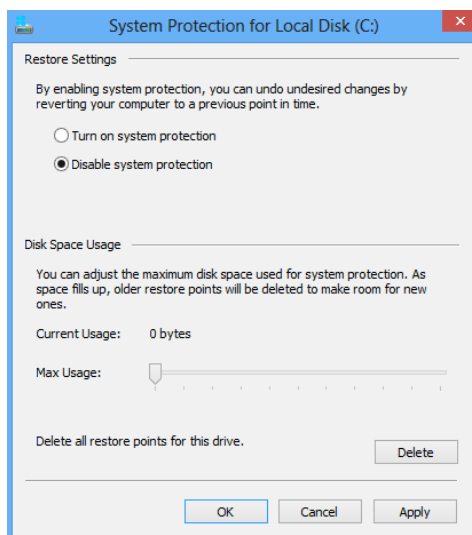 System Protection for Local Disk (C:)
Restore Settings
By enabling system protection, you can undo undesired changes by
reverting your computer to a previous point in time.
Turn on system protection
Disable system protection
Disk Space Usage
You can adjust the maximum disk space used for system protection. As
space fills up, older restore points will be deleted to make room for new
ones.
Current Usage: 0 bytes
Max Usage:
Delete all restore points for this drive.
Delete
OK Cancel Apply